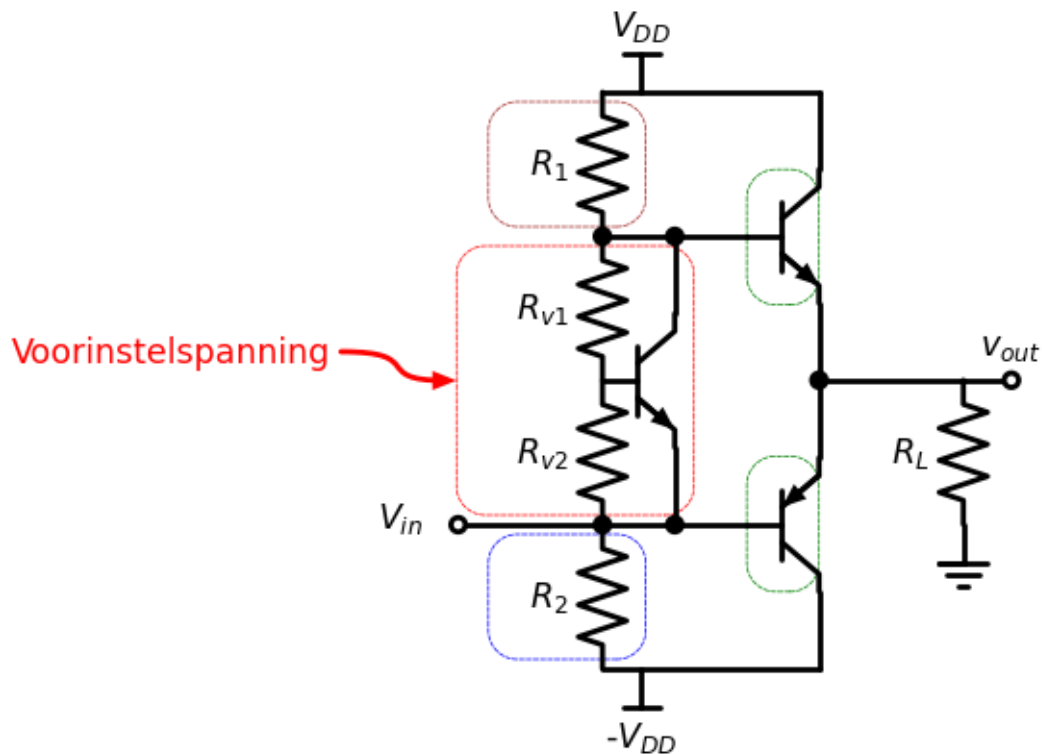 V_DD
R_1
R_v1
Voorinstelspanning
v_out
R_v2
R_L
V_in
R_2
-V_DD